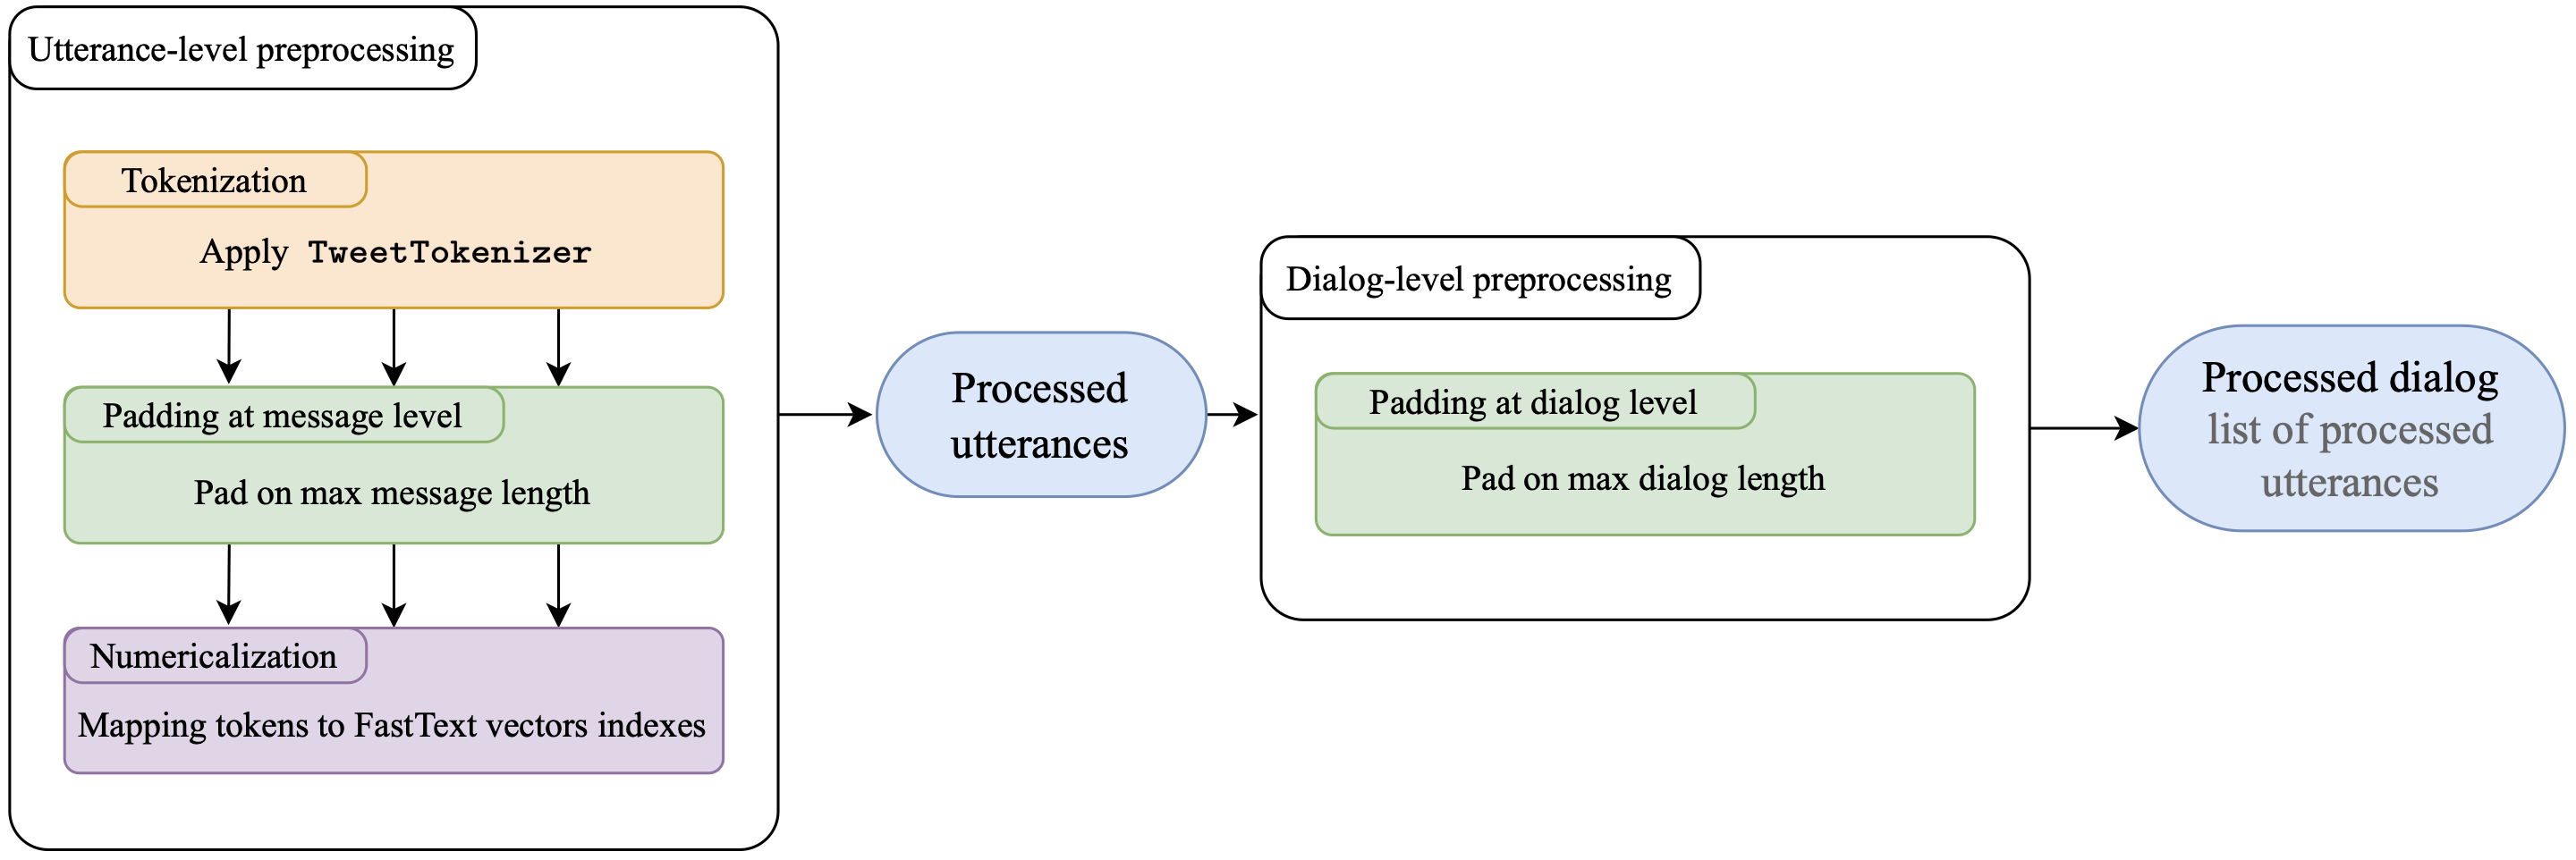 Utterance-level preprocessing
Tokenization
Apply TweetTokenizer
Padding at message level
Pad on max message length
Numericalization
Mapping tokens to FastText vectors indexes
Processed
utterances
Dialog-level preprocessing
Padding at dialog level
Pad on max dialog length
Processed dialog
list of processed
utterances